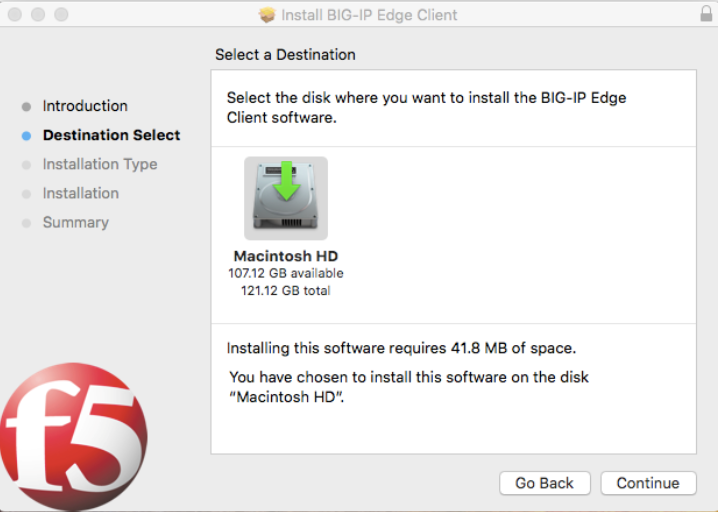 Install BIG-IP Edge Client
Select a Destination
Introduction
Destination Select
Installation Type
Installation
Summary
Select the disk where you want to install the BIG-IP Edge
Client software.
Macintosh HD
107.12 GB available
121.12 GB total
Installing this software requires 41.8 MB of space.
You have chosen to install this software on the disk
“Macintosh HD”.
f5
Go Back
Continue